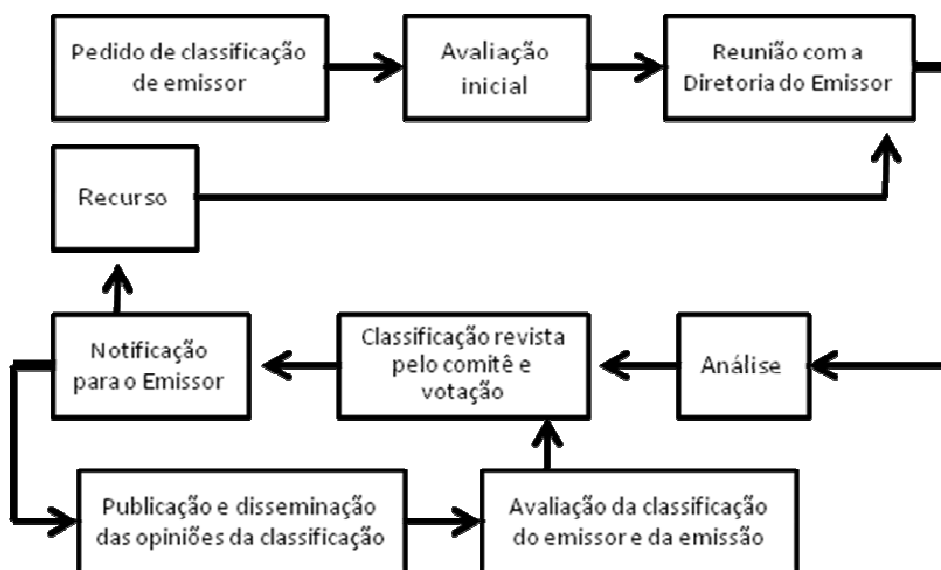 Pedido de classificação
de emissor
Avaliação
inicial
Reunião com a
Diretoria do Emissor
Recurso
Notificação
para o Emissor
Classificação revista
pelo comitê e
votação
Análise
Publicação e disseminação
das opiniões da classificação
Avaliação da classificação
do emissor e da emissão